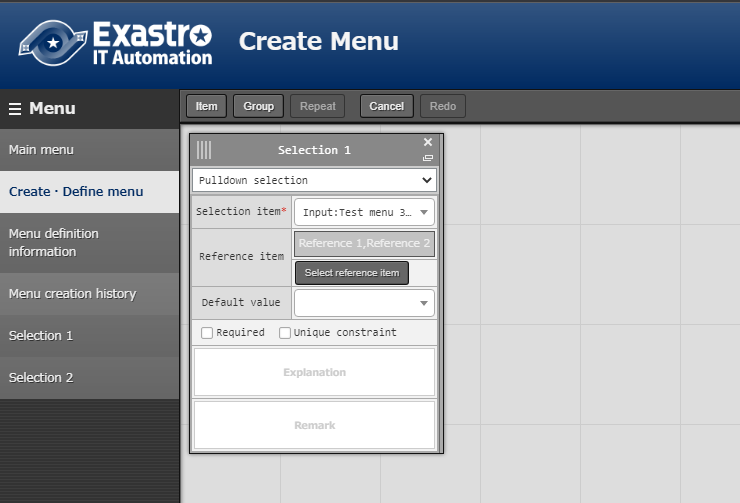 Exastro
IT Automation
Create Menu
Menu
Item
Group
Repeat
Cancel
Redo
Main menu
Create · Define menu
Menu definition
information
Menu creation history
Selection 1
Selection 2
Selection 1
Pulldown selection
Selection item*
Input:Test menu 3…
Reference item
Reference 1,Reference 2
Select reference item
Default value
Required
Unique constraint
Explanation
Remark